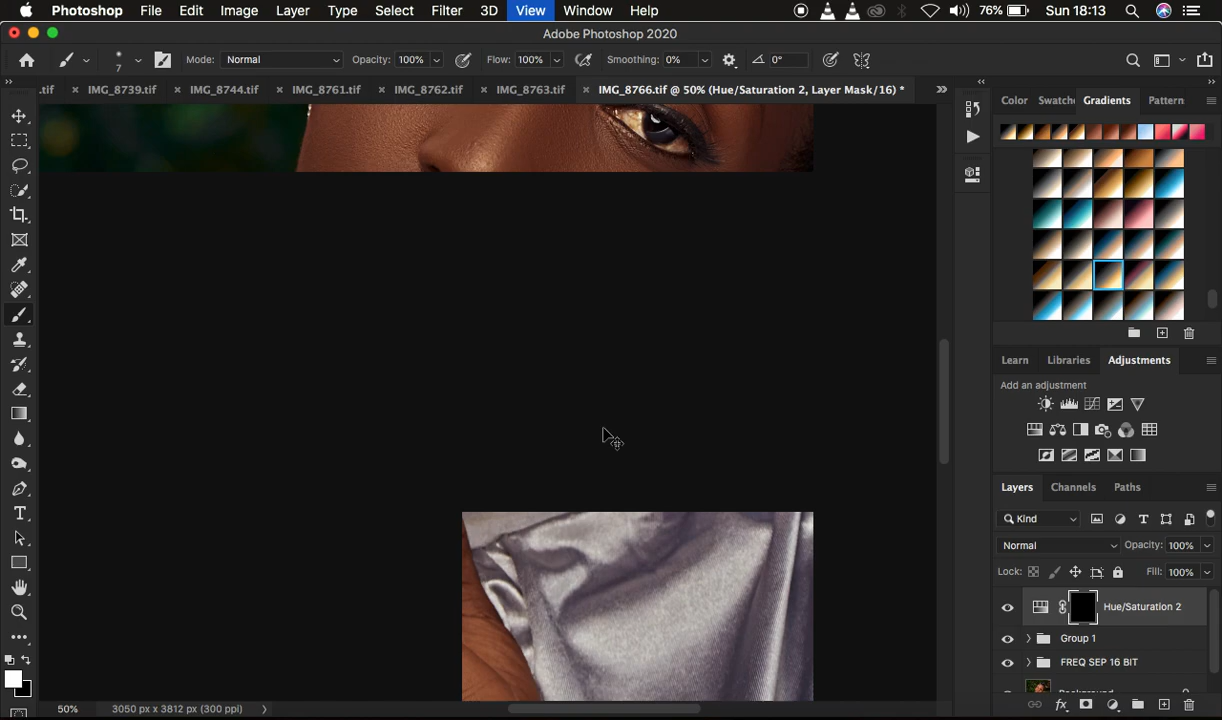 Photoshop File Edit Image Layer Type Select Filter 3D View Window Help 76% Sun 18:13
Adobe Photoshop 2020
7 Mode: Normal Opacity: 100% Flow: 100% Smoothing: 0% 0°
.tif IMG_8739.tif IMG_8744.tif IMG_8761.tif IMG_8762.tif IMG_8763.tif IMG_8766.tif @ 50% (Hue/Saturation 2, Layer Mask/16) *
Color Swatche Gradients Pattern
Learn Libraries Adjustments
Add an adjustment
Layers Channels Paths
Kind
Normal Opacity: 100%
Lock: Fill: 100%
Hue/Saturation 2
Group 1
FREQ SEP 16 BIT
Background
50% 3050 px x 3812 px (300 ppi)